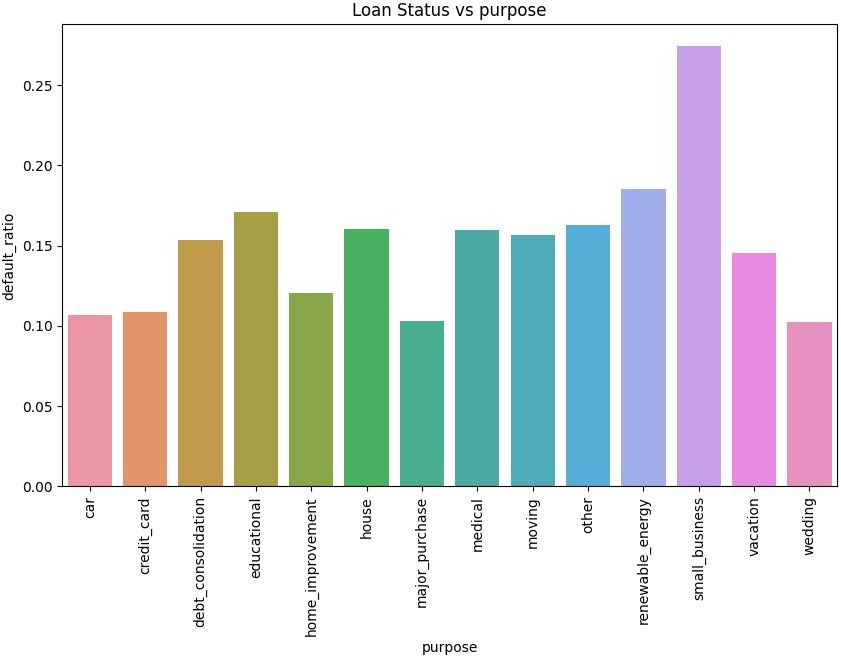 Loan Status vs purpose
default_ratio
0.25
0.20
0.15
0.10
0.05
0.00
car
credit_card
debt_consolidation
educational
home_improvement
house
major_purchase
medical
moving
other
renewable_energy
small_business
vacation
wedding
purpose